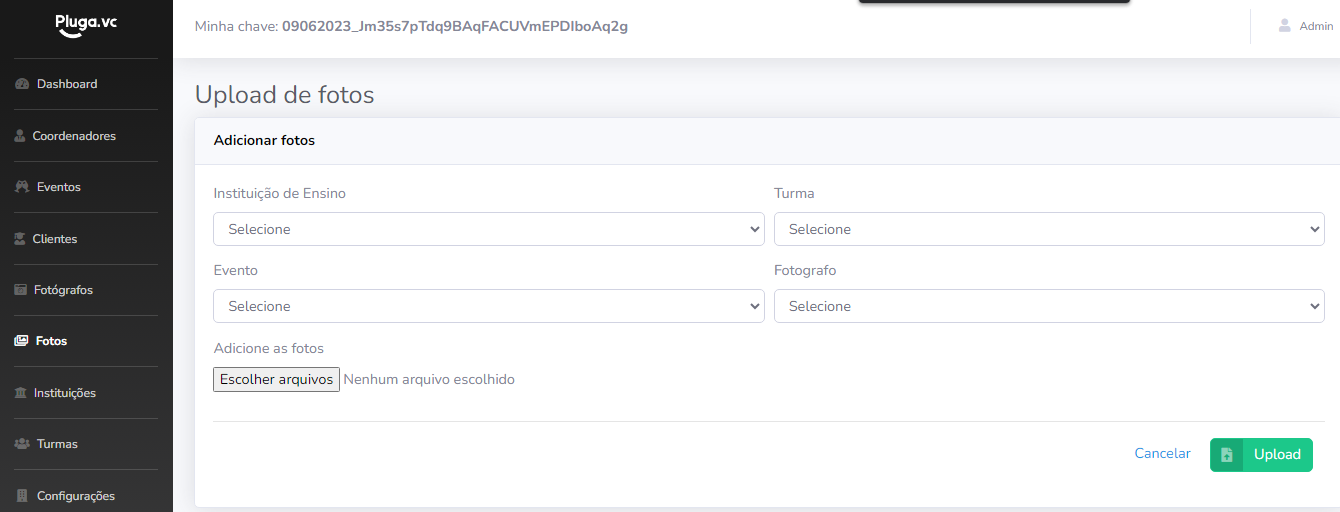 Pluga.vc
Minha chave: 09062023_Jm35s7pTdq9BAqFACUVmEPDIboAq2g
Admin
Dashboard
Coordenadores
Eventos
Clientes
Fotógrafos
Fotos
Instituições
Turmas
Configurações
Upload de fotos
Adicionar fotos
Instituição de Ensino
Selecione
Turma
Selecione
Evento
Selecione
Fotografo
Selecione
Adicione as fotos
Escolher arquivos Nenhum arquivo escolhido
Cancelar
Upload